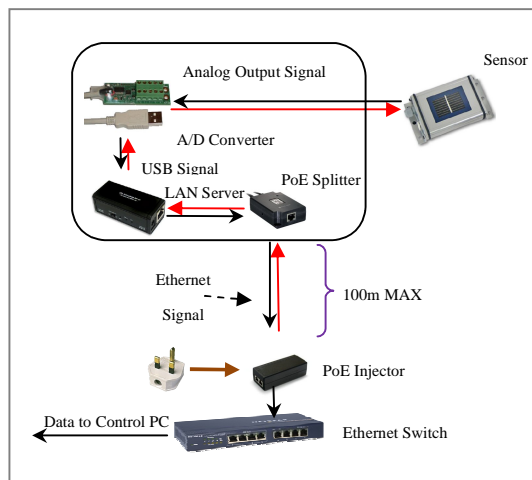 Sensor
Analog Output Signal
A/D Converter
USB Signal
LAN Server
PoE Splitter
Ethernet
Signal
100m MAX
PoE Injector
Data to Control PC
Ethernet Switch